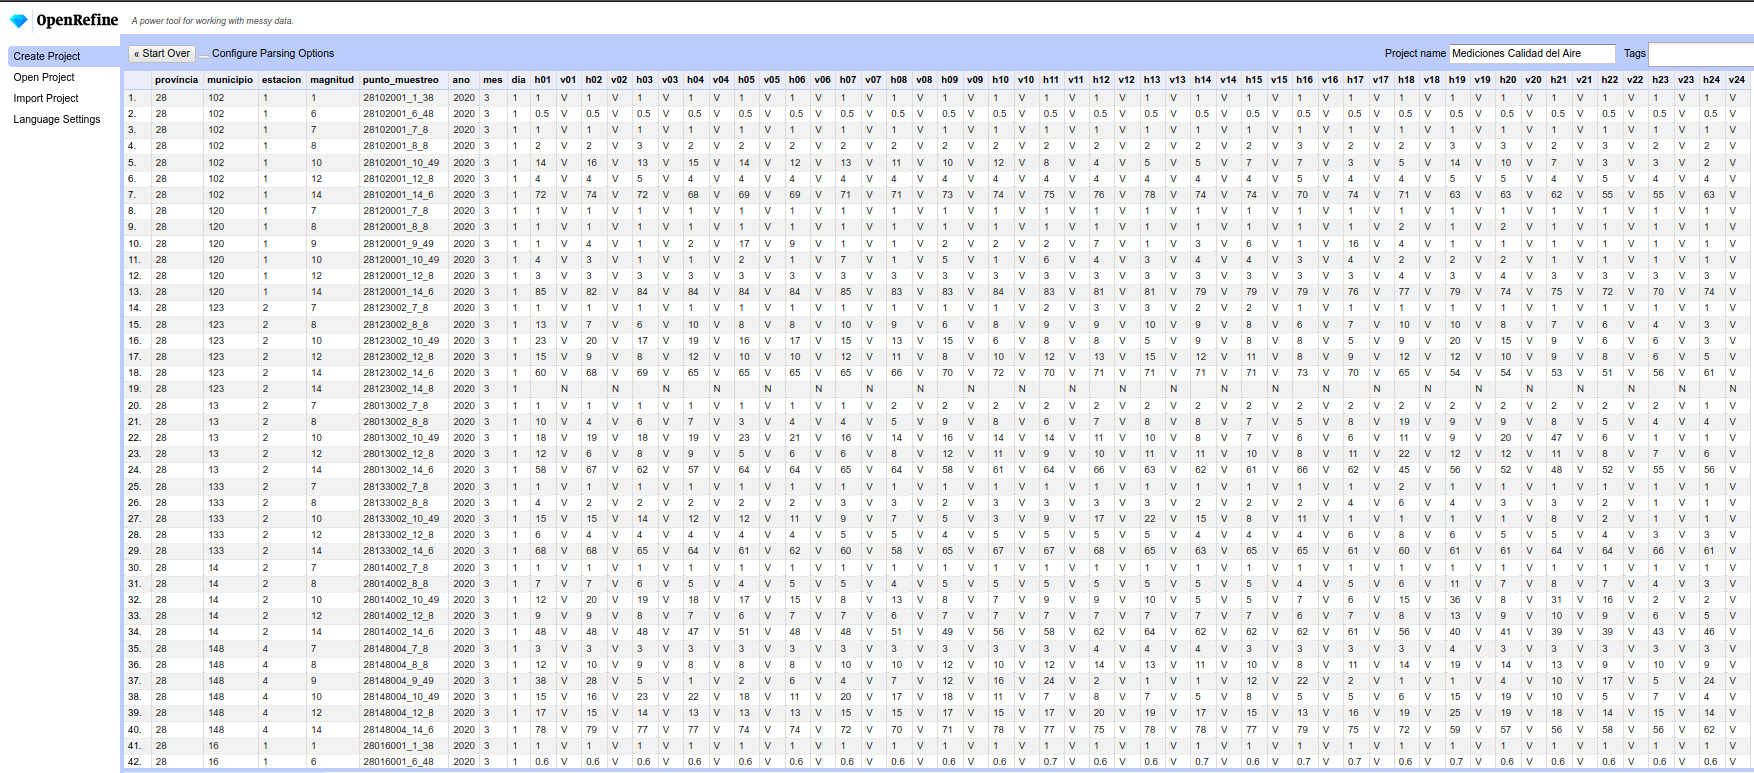 OpenRefine A power tool for working with messy data.
Create Project
Open Project
Import Project
Language Settings
« Start Over Configure Parsing Options Project name Mediciones Calidad del Aire Tags
provincia municipio estacion magnitud punto_muestreo ano mes dia h01 v01 h02 v02 h03 v03 h04 v04 h05 v05 h06 v06 h07 v07 h08 v08 h09 v09 h10 v10 h11 v11 h12 v12 h13 v13 h14 v14 h15 v15 h16 v16 h17 v17 h18 v18 h19 v19 h20 v20 h21 v21 h22 v22 h23 v23 h24 v24
1. 28 102 1 1 28102001_1_38 2020 3 1 1 V 1 V 1 V 1 V 1 V 1 V 1 V 1 V 1 V 1 V 1 V 1 V 1 V 1 V 1 V 1 V 1 V 1 V 1 V 1 V 1 V 1 V 1 V 1 V
2. 28 102 1 6 28102001_6_48 2020 3 1 0.5 V 0.5 V 0.5 V 0.5 V 0.5 V 0.5 V 0.5 V 0.5 V 0.5 V 0.5 V 0.5 V 0.5 V 0.5 V 0.5 V 0.5 V 0.5 V 0.5 V 0.5 V 0.5 V 0.5 V 0.5 V 0.5 V 0.5 V 0.5 V
3. 28 102 1 7 28102001_7_8 2020 3 1 1 V 1 V 1 V 1 V 1 V 1 V 1 V 1 V 1 V 1 V 1 V 1 V 1 V 1 V 1 V 1 V 1 V 1 V 1 V 1 V 1 V 1 V 1 V 1 V
4. 28 102 1 8 28102001_8_8 2020 3 1 2 V 2 V 3 V 2 V 2 V 2 V 2 V 2 V 2 V 2 V 2 V 2 V 2 V 2 V 2 V 3 V 2 V 2 V 3 V 3 V 2 V 3 V 2 V 2 V
5. 28 102 1 10 28102001_10_49 2020 3 1 14 V 16 V 13 V 15 V 14 V 12 V 13 V 11 V 10 V 12 V 8 V 4 V 5 V 5 V 7 V 7 V 3 V 5 V 14 V 10 V 7 V 3 V 3 V 2 V
6. 28 102 1 12 28102001_12_8 2020 3 1 4 V 4 V 5 V 4 V 4 V 4 V 4 V 4 V 4 V 4 V 4 V 4 V 4 V 4 V 4 V 5 V 4 V 4 V 5 V 5 V 4 V 5 V 4 V 4 V
7. 28 102 1 14 28102001_14_6 2020 3 1 72 V 74 V 72 V 68 V 69 V 69 V 71 V 71 V 73 V 74 V 75 V 76 V 78 V 74 V 74 V 70 V 74 V 71 V 63 V 63 V 62 V 55 V 55 V 63 V
8. 28 120 1 7 28120001_7_8 2020 3 1 1 V 1 V 1 V 1 V 1 V 1 V 1 V 1 V 1 V 1 V 1 V 1 V 1 V 1 V 1 V 1 V 1 V 1 V 1 V 1 V 1 V 1 V 1 V 1 V
9. 28 120 1 8 28120001_8_8 2020 3 1 1 V 1 V 1 V 1 V 1 V 1 V 1 V 1 V 1 V 1 V 1 V 1 V 1 V 1 V 1 V 1 V 1 V 2 V 1 V 2 V 1 V 1 V 1 V 1 V
10. 28 120 1 9 28120001_9_49 2020 3 1 1 V 4 V 1 V 2 V 17 V 9 V 1 V 1 V 2 V 2 V 2 V 7 V 1 V 3 V 6 V 1 V 16 V 4 V 1 V 1 V 1 V 1 V 1 V 1 V
11. 28 120 1 10 28120001_10_49 2020 3 1 4 V 3 V 1 V 1 V 2 V 1 V 7 V 1 V 5 V 1 V 6 V 4 V 3 V 4 V 4 V 3 V 4 V 2 V 2 V 2 V 1 V 1 V 1 V 1 V
12. 28 120 1 12 28120001_12_8 2020 3 1 3 V 3 V 3 V 3 V 3 V 3 V 3 V 3 V 3 V 3 V 3 V 3 V 3 V 3 V 3 V 3 V 3 V 4 V 3 V 4 V 3 V 3 V 3 V 3 V
13. 28 120 1 14 28120001_14_6 2020 3 1 85 V 82 V 84 V 84 V 84 V 84 V 85 V 83 V 83 V 84 V 83 V 81 V 81 V 79 V 79 V 79 V 76 V 77 V 79 V 74 V 75 V 72 V 70 V 74 V
14. 28 123 2 7 28123002_7_8 2020 3 1 1 V 1 V 1 V 1 V 1 V 1 V 1 V 1 V 1 V 1 V 2 V 3 V 3 V 2 V 2 V 1 V 1 V 1 V 1 V 1 V 1 V 1 V 1 V 1 V
15. 28 123 2 8 28123002_8_8 2020 3 1 13 V 7 V 6 V 10 V 8 V 8 V 10 V 9 V 6 V 8 V 9 V 9 V 10 V 9 V 8 V 6 V 7 V 10 V 10 V 8 V 7 V 6 V 4 V 3 V
16. 28 123 2 10 28123002_10_49 2020 3 1 23 V 20 V 17 V 19 V 16 V 17 V 15 V 13 V 15 V 6 V 8 V 8 V 5 V 9 V 8 V 8 V 5 V 9 V 20 V 15 V 9 V 6 V 6 V 3 V
17. 28 123 2 12 28123002_12_8 2020 3 1 15 V 9 V 8 V 12 V 10 V 10 V 12 V 11 V 8 V 10 V 12 V 13 V 15 V 12 V 11 V 8 V 9 V 12 V 12 V 10 V 9 V 8 V 6 V 5 V
18. 28 123 2 14 28123002_14_6 2020 3 1 60 V 68 V 69 V 65 V 65 V 65 V 65 V 66 V 70 V 72 V 70 V 71 V 71 V 71 V 71 V 73 V 70 V 65 V 54 V 54 V 53 V 51 V 56 V 61 V
19. 28 123 2 14 28123002_14_8 2020 3 1 N N N N N N N N N N N N N N N N N N N N N N N N
20. 28 13 2 7 28013002_7_8 2020 3 1 1 V 1 V 1 V 1 V 1 V 1 V 1 V 2 V 2 V 2 V 2 V 2 V 2 V 2 V 2 V 2 V 2 V 2 V 2 V 2 V 2 V 2 V 2 V 1 V
21. 28 13 2 8 28013002_8_8 2020 3 1 10 V 4 V 6 V 7 V 3 V 4 V 4 V 5 V 9 V 8 V 6 V 7 V 8 V 8 V 7 V 5 V 8 V 19 V 9 V 9 V 8 V 5 V 4 V 4 V
22. 28 13 2 10 28013002_10_49 2020 3 1 18 V 19 V 18 V 19 V 23 V 21 V 16 V 14 V 16 V 14 V 14 V 11 V 10 V 8 V 7 V 6 V 6 V 11 V 9 V 20 V 47 V 6 V 1 V 1 V
23. 28 13 2 12 28013002_12_8 2020 3 1 12 V 6 V 8 V 9 V 5 V 6 V 6 V 8 V 12 V 11 V 9 V 10 V 11 V 11 V 10 V 8 V 11 V 22 V 12 V 12 V 11 V 8 V 7 V 6 V
24. 28 13 2 14 28013002_14_6 2020 3 1 58 V 67 V 62 V 57 V 64 V 64 V 65 V 64 V 58 V 61 V 64 V 66 V 63 V 62 V 61 V 66 V 62 V 45 V 56 V 52 V 48 V 52 V 55 V 56 V
25. 28 133 2 7 28133002_7_8 2020 3 1 1 V 1 V 1 V 1 V 1 V 1 V 1 V 1 V 1 V 1 V 1 V 1 V 1 V 1 V 1 V 1 V 1 V 2 V 1 V 1 V 1 V 1 V 1 V 1 V
26. 28 133 2 8 28133002_8_8 2020 3 1 4 V 2 V 2 V 2 V 2 V 2 V 3 V 3 V 2 V 3 V 3 V 3 V 3 V 2 V 2 V 2 V 4 V 6 V 4 V 3 V 3 V 2 V 1 V 1 V
27. 28 133 2 10 28133002_10_49 2020 3 1 15 V 15 V 14 V 12 V 12 V 11 V 9 V 7 V 5 V 3 V 9 V 17 V 22 V 15 V 8 V 11 V 1 V 1 V 1 V 1 V 8 V 2 V 1 V 1 V
28. 28 133 2 12 28133002_12_8 2020 3 1 6 V 4 V 4 V 4 V 4 V 4 V 5 V 5 V 4 V 5 V 5 V 5 V 5 V 4 V 4 V 4 V 6 V 8 V 6 V 5 V 5 V 4 V 3 V 3 V
29. 28 133 2 14 28133002_14_6 2020 3 1 68 V 68 V 65 V 64 V 61 V 62 V 60 V 58 V 65 V 67 V 67 V 68 V 65 V 63 V 65 V 65 V 61 V 60 V 61 V 61 V 64 V 64 V 66 V 61 V
30. 28 14 2 7 28014002_7_8 2020 3 1 1 V 1 V 1 V 1 V 1 V 1 V 1 V 1 V 1 V 1 V 1 V 1 V 1 V 1 V 1 V 1 V 1 V 1 V 1 V 1 V 1 V 1 V 1 V 1 V
31. 28 14 2 8 28014002_8_8 2020 3 1 7 V 7 V 6 V 5 V 4 V 5 V 5 V 4 V 5 V 5 V 5 V 5 V 5 V 5 V 5 V 4 V 5 V 6 V 11 V 7 V 8 V 7 V 4 V 3 V
32. 28 14 2 10 28014002_10_49 2020 3 1 12 V 20 V 19 V 18 V 17 V 15 V 8 V 13 V 8 V 7 V 9 V 9 V 10 V 5 V 5 V 7 V 6 V 15 V 36 V 8 V 31 V 16 V 2 V 2 V
33. 28 14 2 12 28014002_12_8 2020 3 1 9 V 9 V 8 V 7 V 6 V 7 V 7 V 6 V 7 V 7 V 7 V 7 V 7 V 7 V 7 V 6 V 7 V 8 V 13 V 9 V 10 V 9 V 6 V 5 V
34. 28 14 2 14 28014002_14_6 2020 3 1 48 V 48 V 48 V 47 V 51 V 48 V 48 V 51 V 49 V 56 V 58 V 62 V 64 V 62 V 62 V 62 V 61 V 56 V 40 V 41 V 39 V 39 V 43 V 46 V
35. 28 148 4 7 28148004_7_8 2020 3 1 3 V 3 V 3 V 3 V 3 V 3 V 3 V 3 V 3 V 3 V 3 V 4 V 4 V 4 V 3 V 3 V 3 V 3 V 4 V 3 V 3 V 3 V 3 V 3 V
36. 28 148 4 8 28148004_8_8 2020 3 1 12 V 10 V 9 V 8 V 8 V 8 V 10 V 10 V 12 V 10 V 12 V 14 V 13 V 11 V 10 V 8 V 11 V 14 V 19 V 14 V 13 V 9 V 10 V 9 V
37. 28 148 4 9 28148004_9_49 2020 3 1 38 V 28 V 5 V 1 V 2 V 6 V 4 V 7 V 12 V 16 V 24 V 2 V 1 V 1 V 12 V 22 V 2 V 1 V 1 V 4 V 10 V 17 V 5 V 24 V
38. 28 148 4 10 28148004_10_49 2020 3 1 15 V 16 V 23 V 22 V 18 V 11 V 20 V 17 V 18 V 11 V 7 V 8 V 7 V 5 V 8 V 5 V 5 V 6 V 15 V 19 V 10 V 5 V 7 V 4 V
39. 28 148 4 12 28148004_12_8 2020 3 1 17 V 15 V 14 V 13 V 13 V 13 V 15 V 15 V 17 V 15 V 17 V 20 V 19 V 17 V 15 V 13 V 16 V 19 V 25 V 19 V 18 V 14 V 15 V 14 V
40. 28 148 4 14 28148004_14_6 2020 3 1 78 V 79 V 77 V 77 V 74 V 74 V 72 V 70 V 71 V 78 V 77 V 75 V 78 V 78 V 77 V 79 V 75 V 72 V 59 V 57 V 56 V 58 V 56 V 62 V
41. 28 16 1 1 28016001_1_38 2020 3 1 1 V 1 V 1 V 1 V 1 V 1 V 1 V 1 V 1 V 1 V 1 V 1 V 1 V 1 V 1 V 1 V 1 V 1 V 1 V 1 V 1 V 1 V 1 V 1 V
42. 28 16 1 6 28016001_6_48 2020 3 1 0.6 V 0.6 V 0.6 V 0.6 V 0.6 V 0.6 V 0.6 V 0.6 V 0.6 V 0.6 V 0.7 V 0.6 V 0.6 V 0.7 V 0.6 V 0.7 V 0.7 V 0.6 V 0.7 V 0.6 V 0.6 V 0.6 V 0.6 V 0.6 V